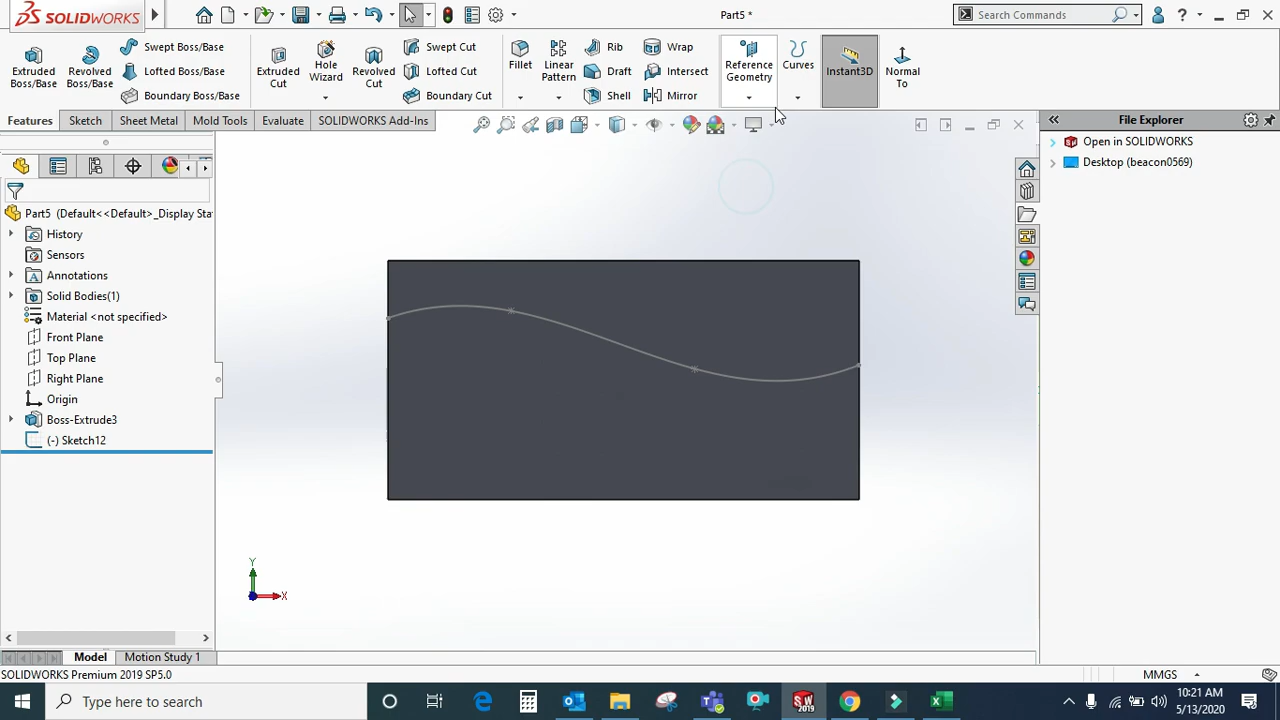 SOLIDWORKS
Part5 *
Search Commands
Extruded Boss/Base
Revolved Boss/Base
Swept Boss/Base
Lofted Boss/Base
Boundary Boss/Base
Extruded Cut
Hole Wizard
Revolved Cut
Swept Cut
Lofted Cut
Boundary Cut
Fillet
Linear Pattern
Rib
Draft
Shell
Wrap
Intersect
Mirror
Reference Geometry
Curves
Instant3D
Normal To
Features
Sketch
Sheet Metal
Mold Tools
Evaluate
SOLIDWORKS Add-Ins
File Explorer
Open in SOLIDWORKS
Desktop (beacon0569)
Part5 (Default<<Default>_Display Sta
History
Sensors
Annotations
Solid Bodies(1)
Material <not specified>
Front Plane
Top Plane
Right Plane
Origin
Boss-Extrude3
(-) Sketch12
Y
X
Model
Motion Study 1
SOLIDWORKS Premium 2019 SP5.0
MMGS
Type here to search
SW
2019
10:21 AM
5/13/2020